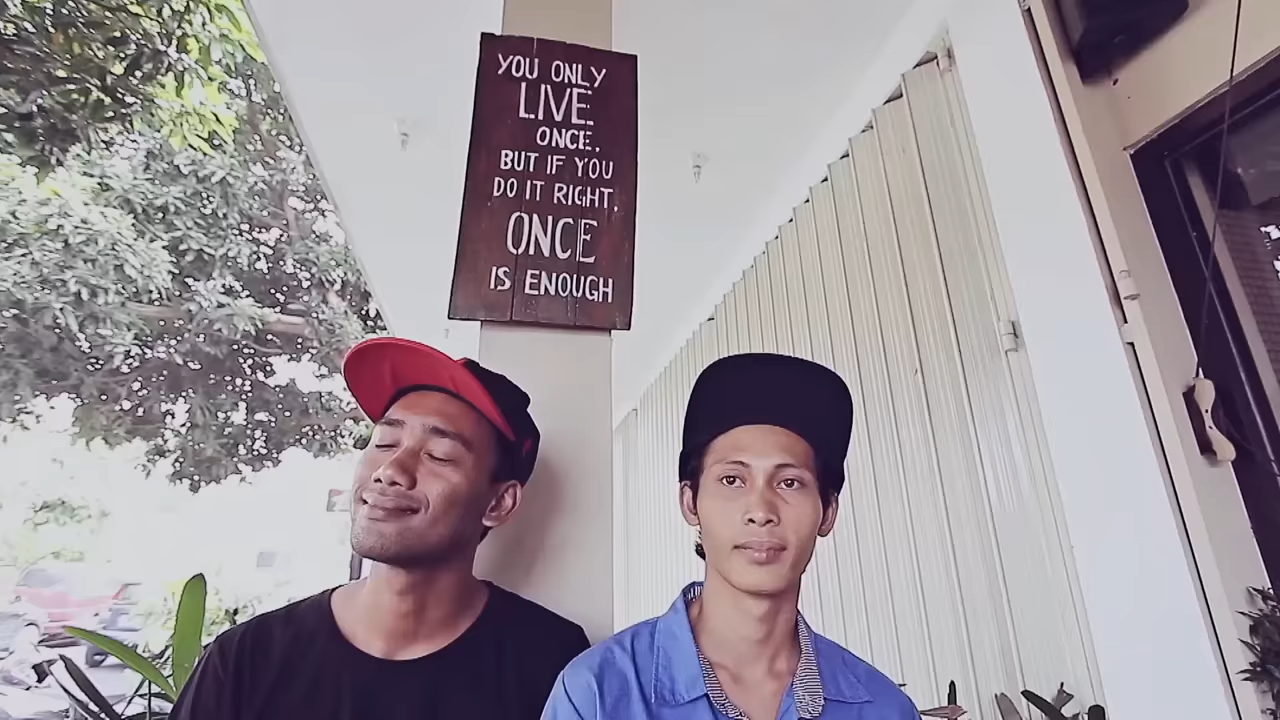 YOU ONLY
LIVE
ONCE.
BUT IF YOU
DO IT RIGHT.
ONCE
IS ENOUGH